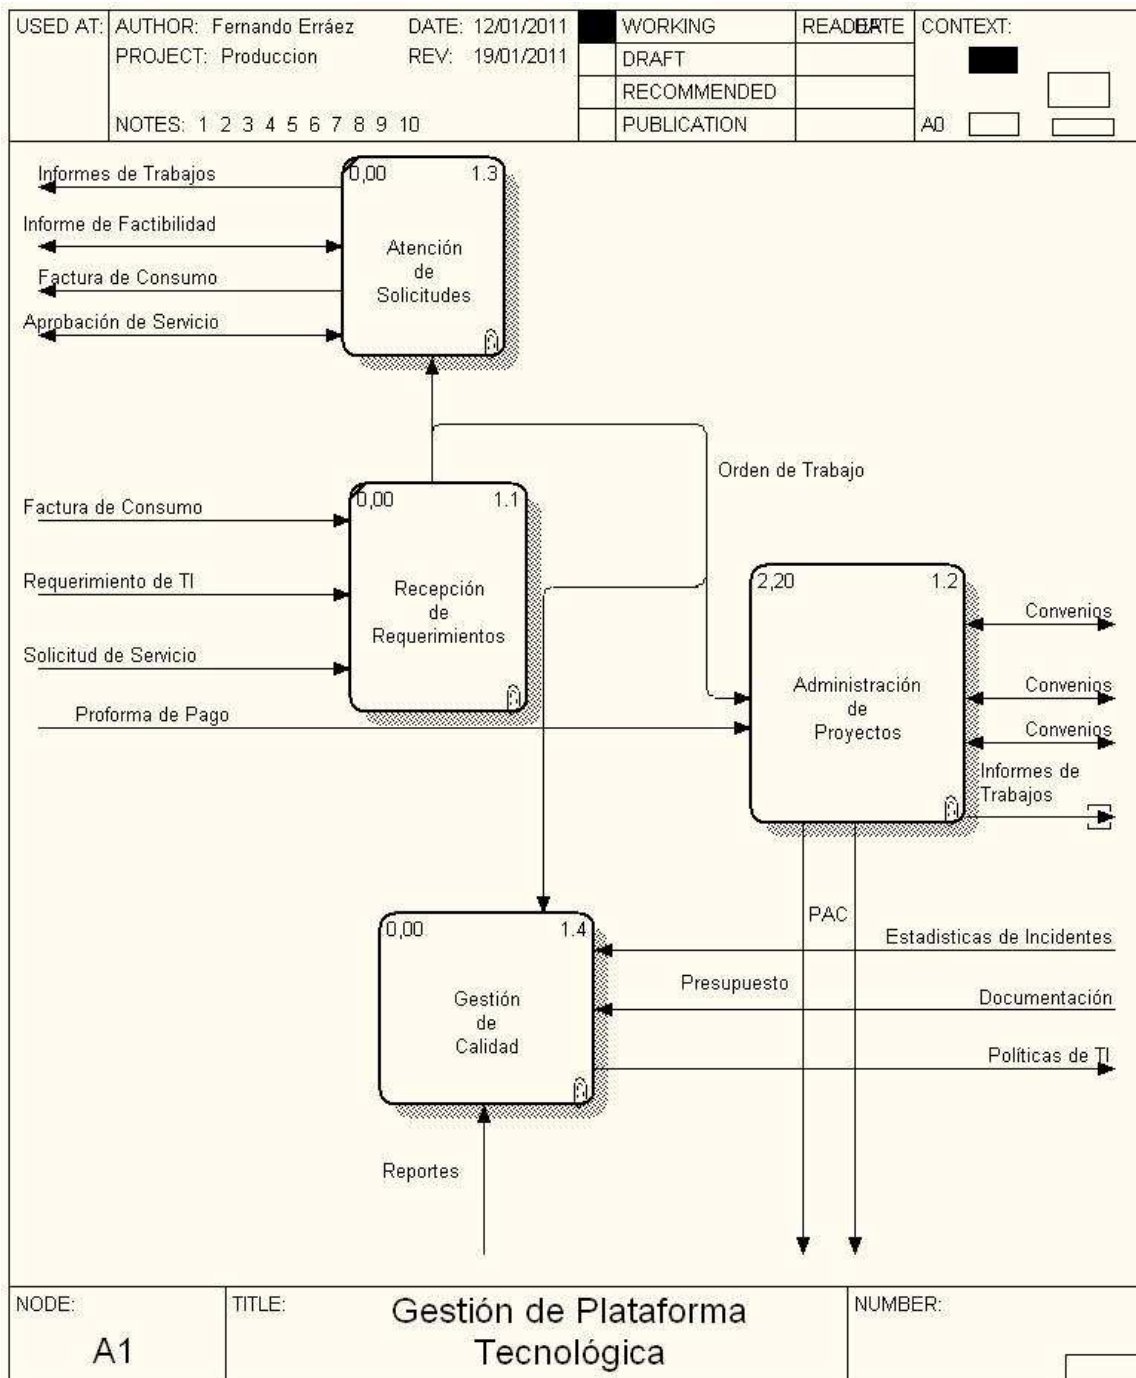 USED AT: AUTHOR: Fernando Erráez DATE: 12/01/2011 WORKING READER DATE CONTEXT:
PROJECT: Produccion REV: 19/01/2011 DRAFT
RECOMMENDED
NOTES: 1 2 3 4 5 6 7 8 9 10 PUBLICATION A0
Informes de Trabajos
0,00 1.3
Informe de Factibilidad
Atención
de
Solicitudes
Factura de Consumo
Aprobación de Servicio
Orden de Trabajo
0,00 1.1
Factura de Consumo
Requerimiento de TI
Recepción
de
Requerimientos
Solicitud de Servicio
Proforma de Pago
2,20 1.2
Convenios
Administración
de
Proyectos
Convenios
Convenios
Informes de
Trabajos
PAC
0,00 1.4
Estadisticas de Incidentes
Presupuesto
Documentación
Gestión
de
Calidad
Políticas de TI
Reportes
NODE: TITLE: NUMBER:
Gestión de Plataforma
A1 Tecnológica